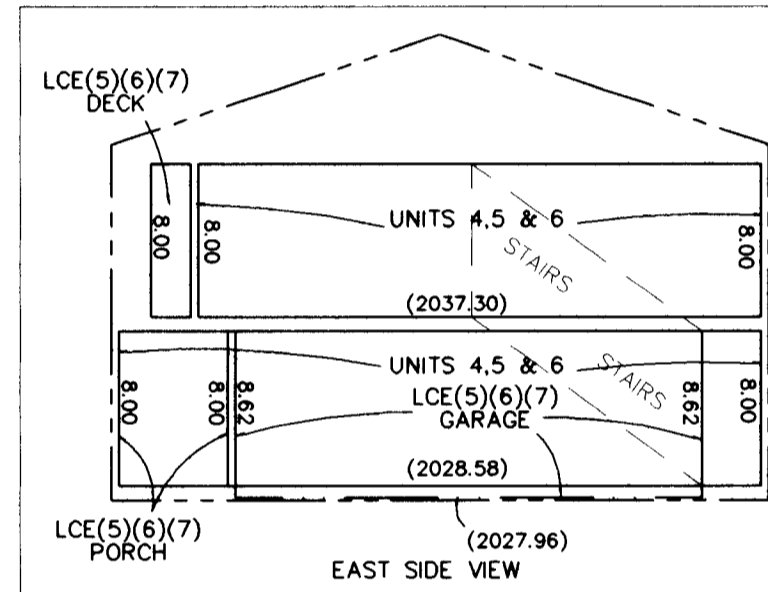 LCE(5)(6)(7)
DECK
8.00
8.00
UNITS 4,5 & 6
8.00
STAIRS
(2037.30)
UNITS 4,5 & 6
STAIRS
LCE(5)(6)(7)
GARAGE
8.00
8.00
8.62
8.62
8.00
(2028.58)
LCE(5)(6)(7)
PORCH
(2027.96)
EAST SIDE VIEW